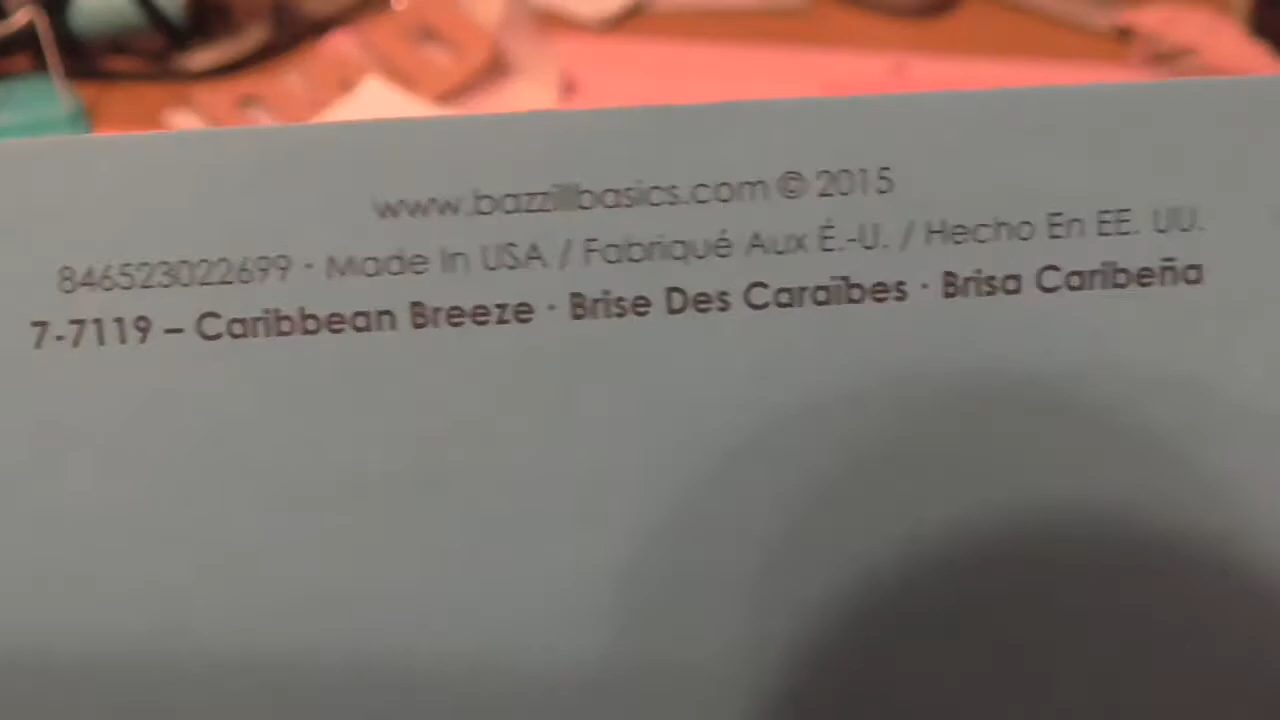 www.bazzillbasics.com © 2015
846523022699 · Made In USA / Fabriqué Aux É.-U. / Hecho En EE. UU.
7-7119 – Caribbean Breeze · Brise Des Caraïbes · Brisa Caribeña